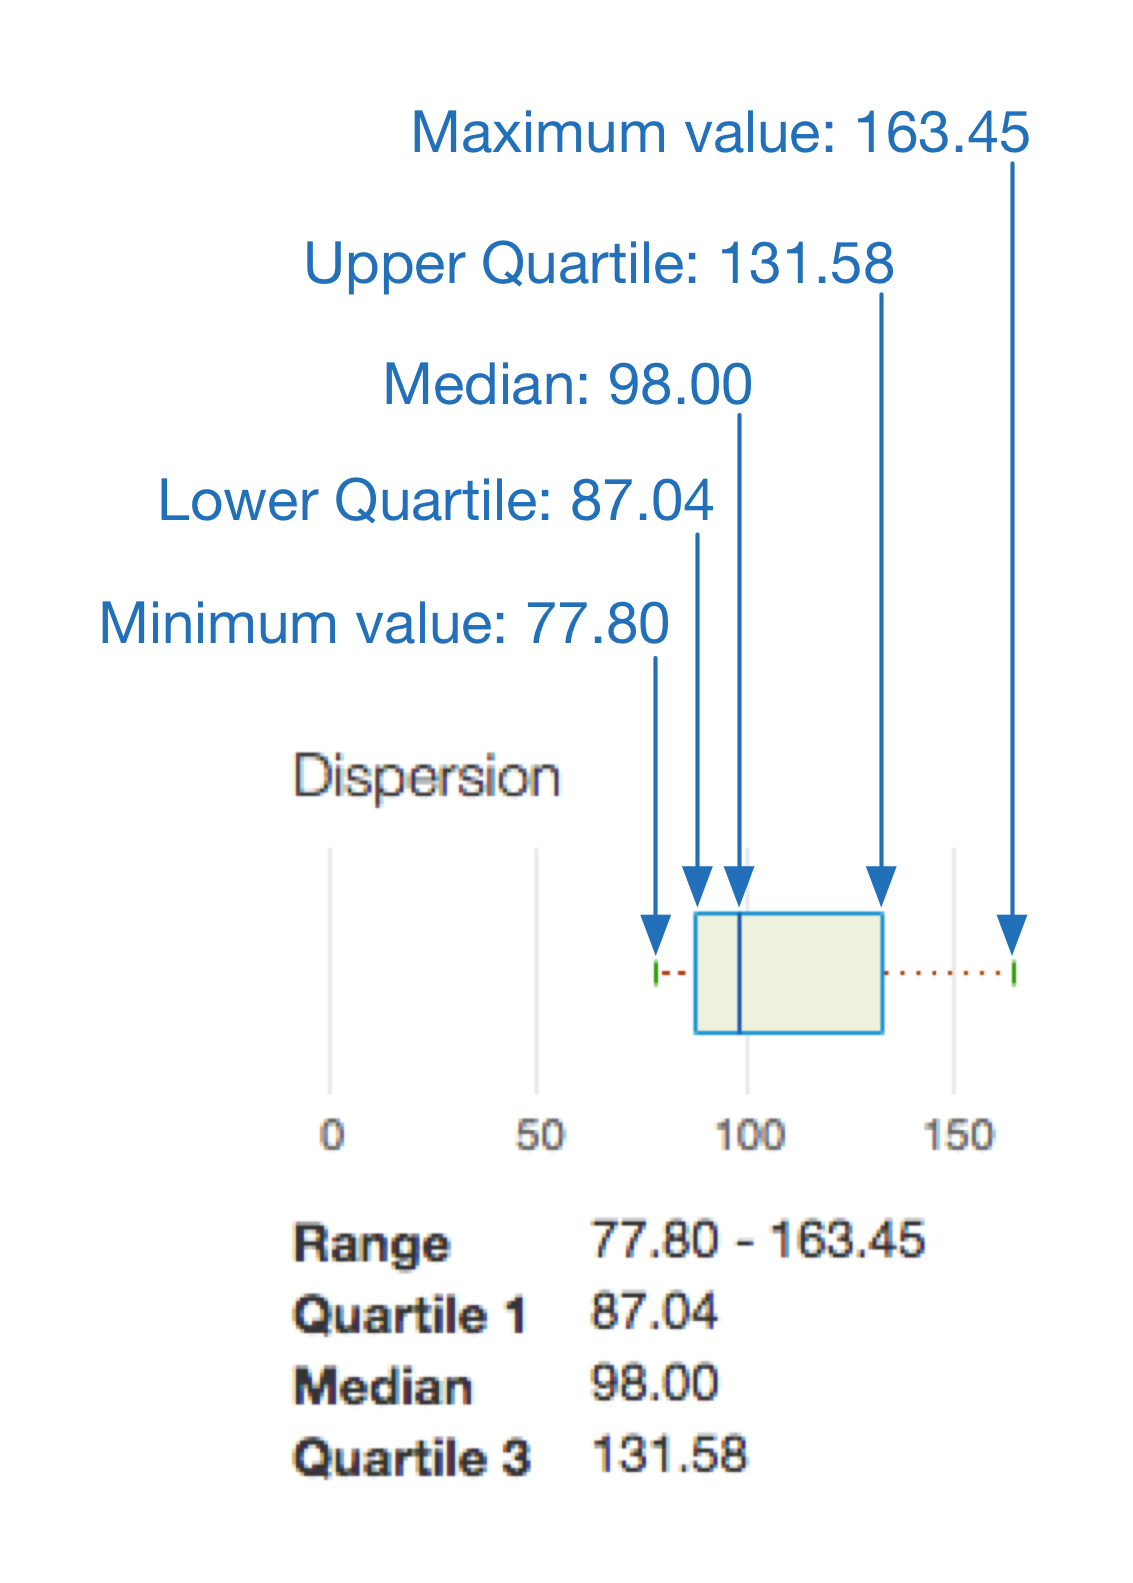 Maximum value: 163.45
Upper Quartile: 131.58
Median: 98.00
Lower Quartile: 87.04
Minimum value: 77.80
Dispersion
0 50 100 150
Range 77.80 - 163.45
Quartile 1 87.04
Median 98.00
Quartile 3 131.58